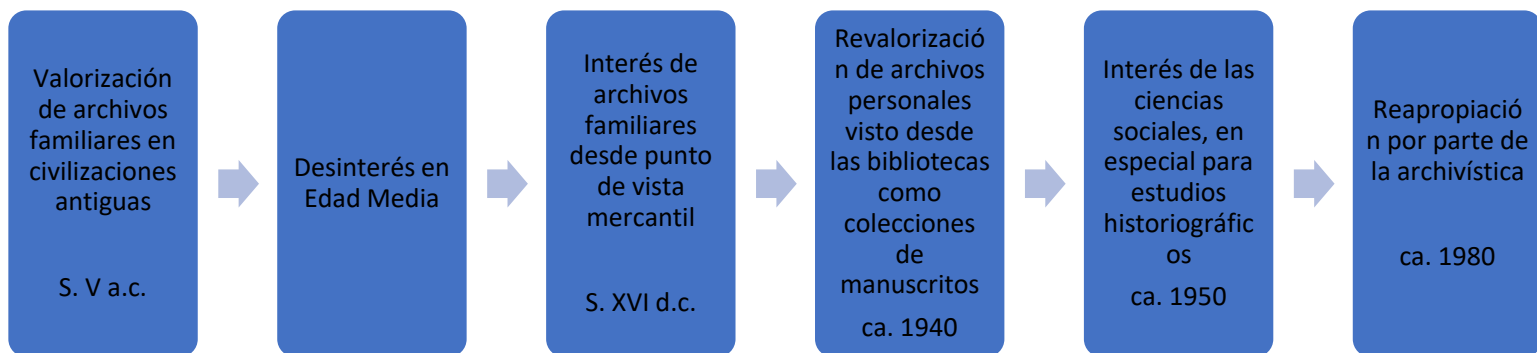 Valorización
de archivos
familiares en
civilizaciones
antiguas
S. V a.c.
Desinterés en
Edad Media
Interés de
archivos
familiares
desde punto
de vista
mercantil
S. XVI d.c.
Revalorizació
n de archivos
personales
visto desde
las bibliotecas
como
colecciones
de
manuscritos
ca. 1940
Interés de las
ciencias
sociales, en
especial para
estudios
historiográfic
os
ca. 1950
Reapropiació
n por parte de
la archivística
ca. 1980